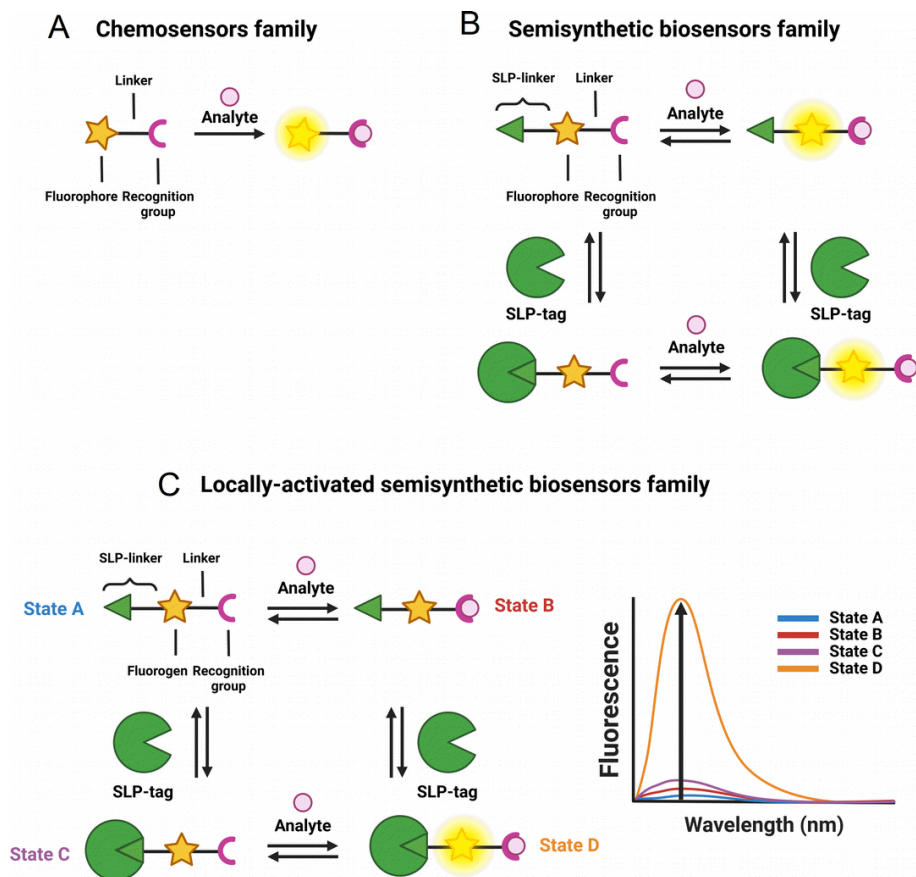 A
Chemosensors family
Linker
Analyte
Fluorophore
Recognition
group
B
Semisynthetic biosensors family
SLP-linker
Linker
Analyte
Fluorophore
Recognition
group
SLP-tag
SLP-tag
Analyte
C
Locally-activated semisynthetic biosensors family
SLP-linker
Linker
Analyte
State A
State B
Fluorogen
Recognition
group
SLP-tag
SLP-tag
Analyte
State C
State D
Fluorescence
State A
State B
State C
State D
Wavelength (nm)